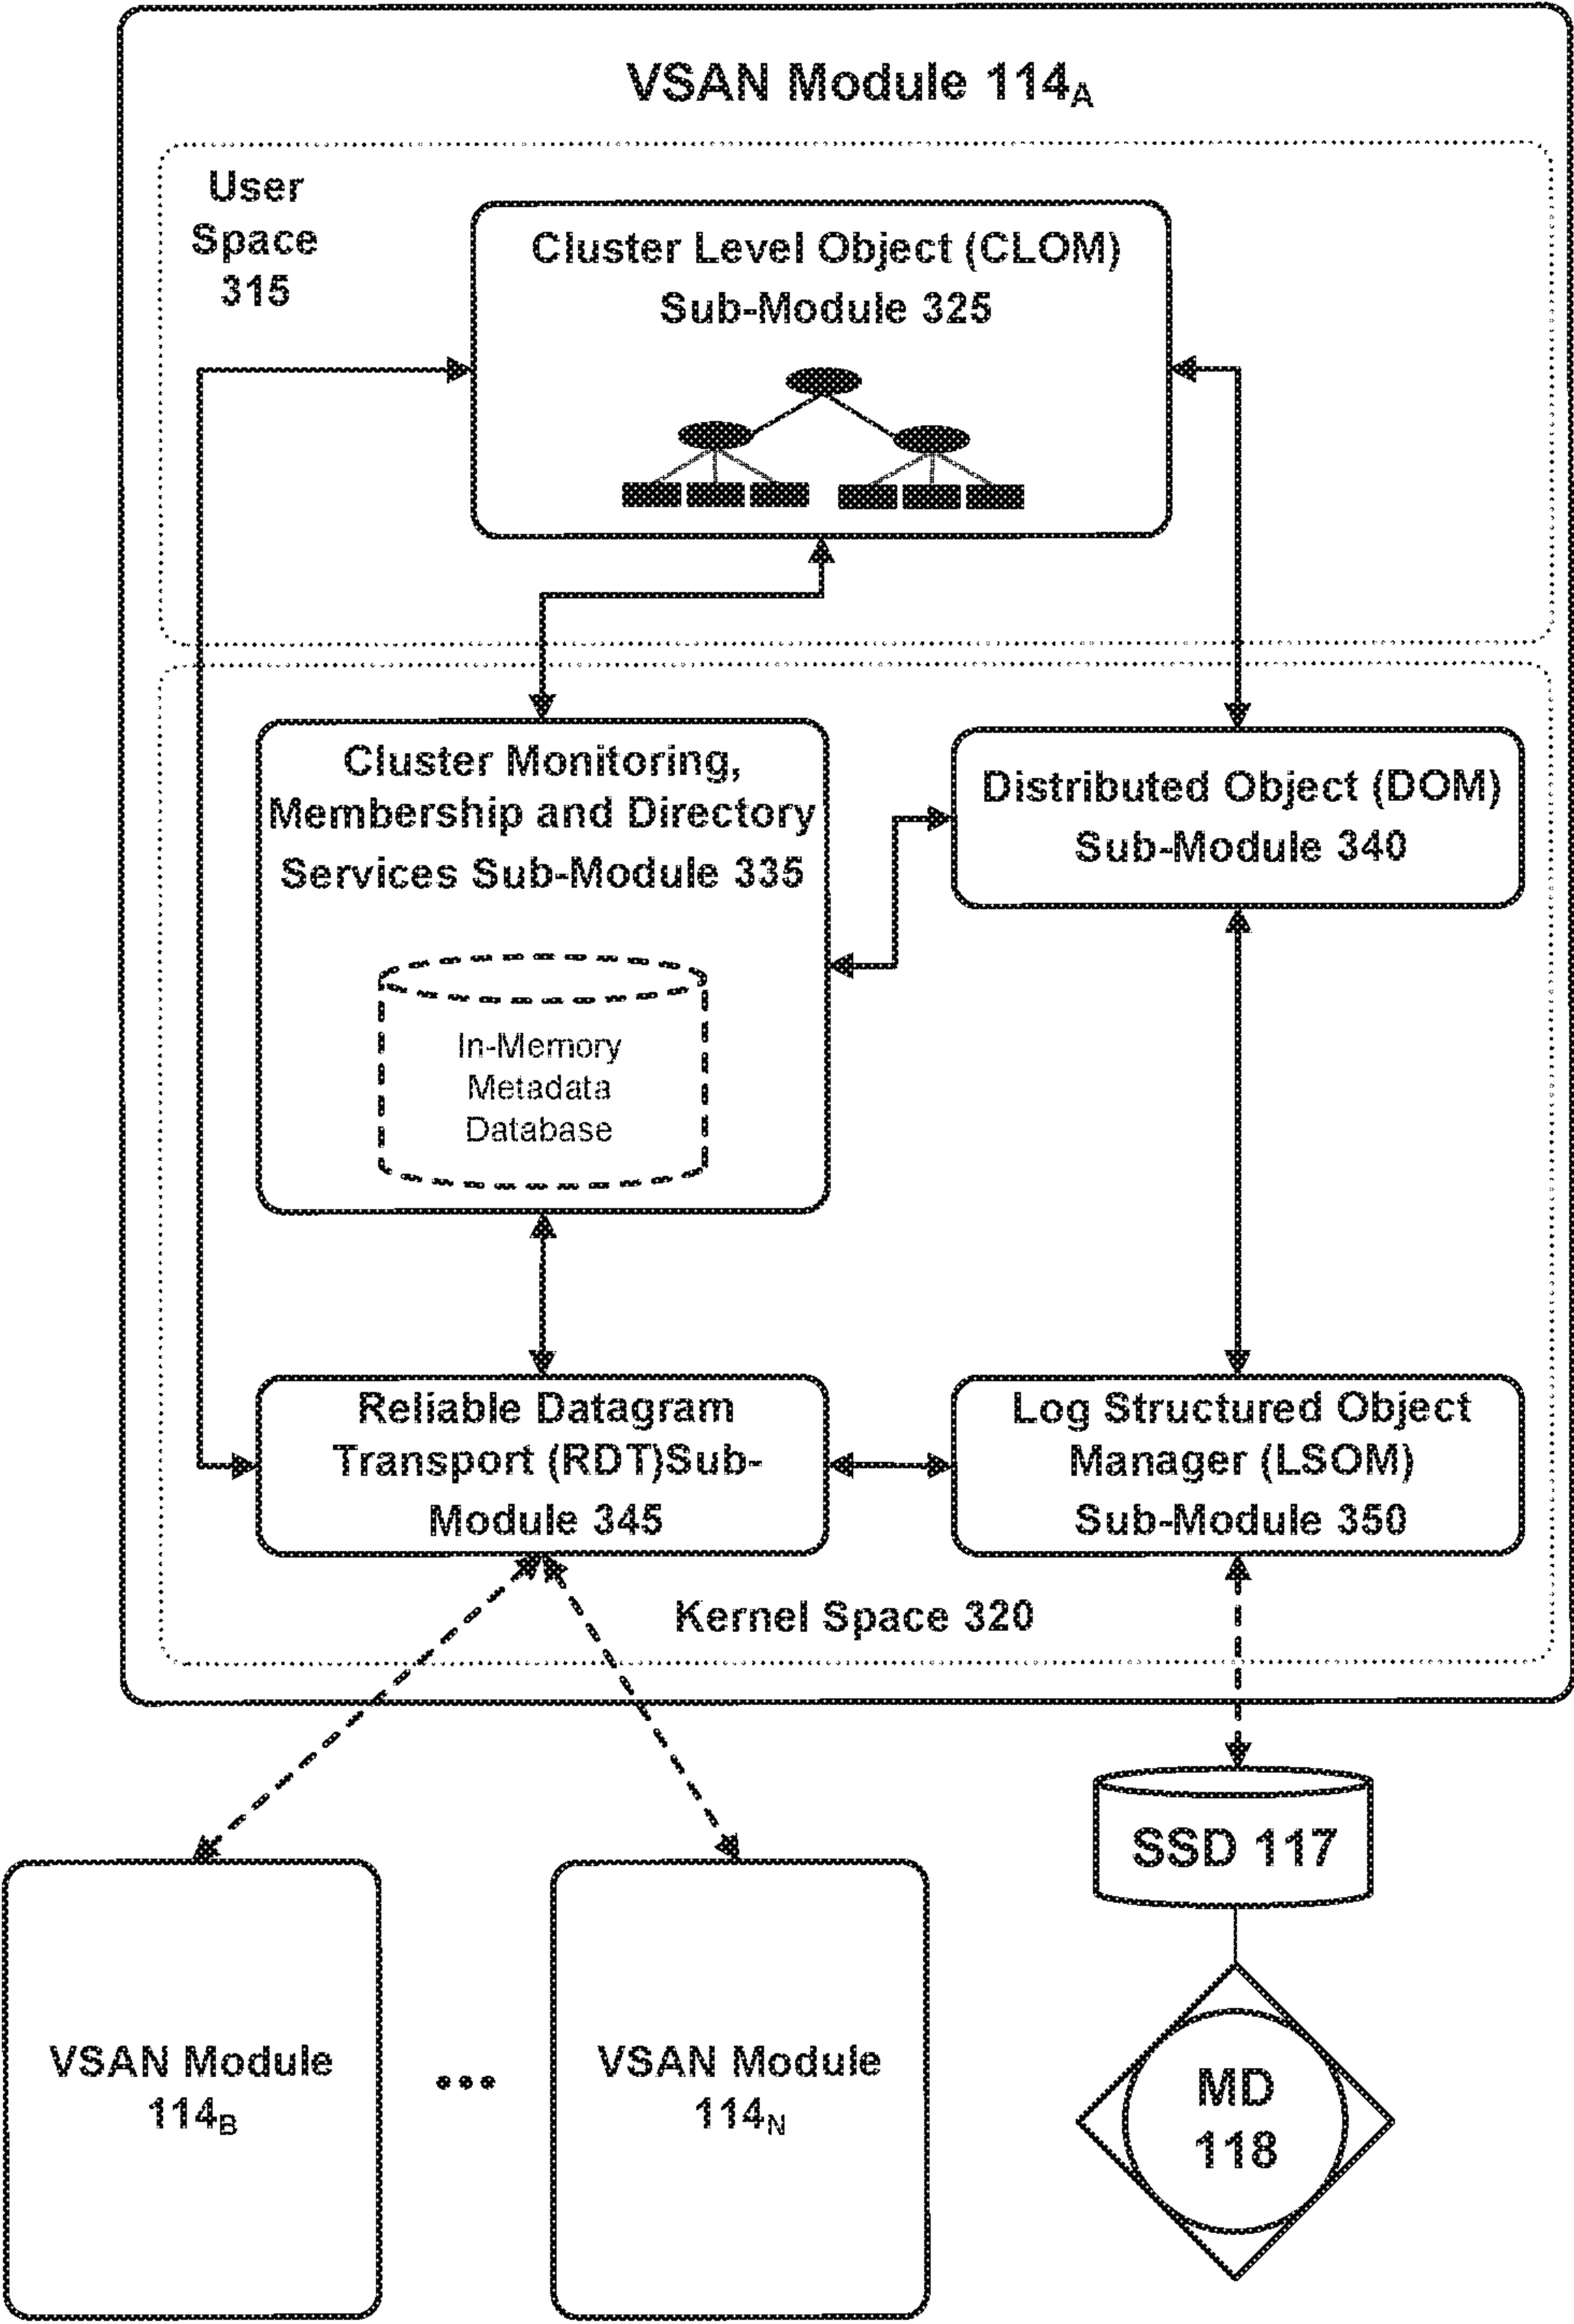 VSAN Module 114A
User
Space
315
Cluster Level Object (CLOM)
Sub-Module 325
Cluster Monitoring,
Membership and Directory
Services Sub-Module 335
In-Memory
Metadata
Database
Distributed Object (DOM)
Sub-Module 340
Reliable Datagram
Transport (RDT)Sub-
Module 345
Log Structured Object
Manager (LSOM)
Sub-Module 350
Kernel Space 320
SSD 117
VSAN Module
114B
...
VSAN Module
114N
MD
118